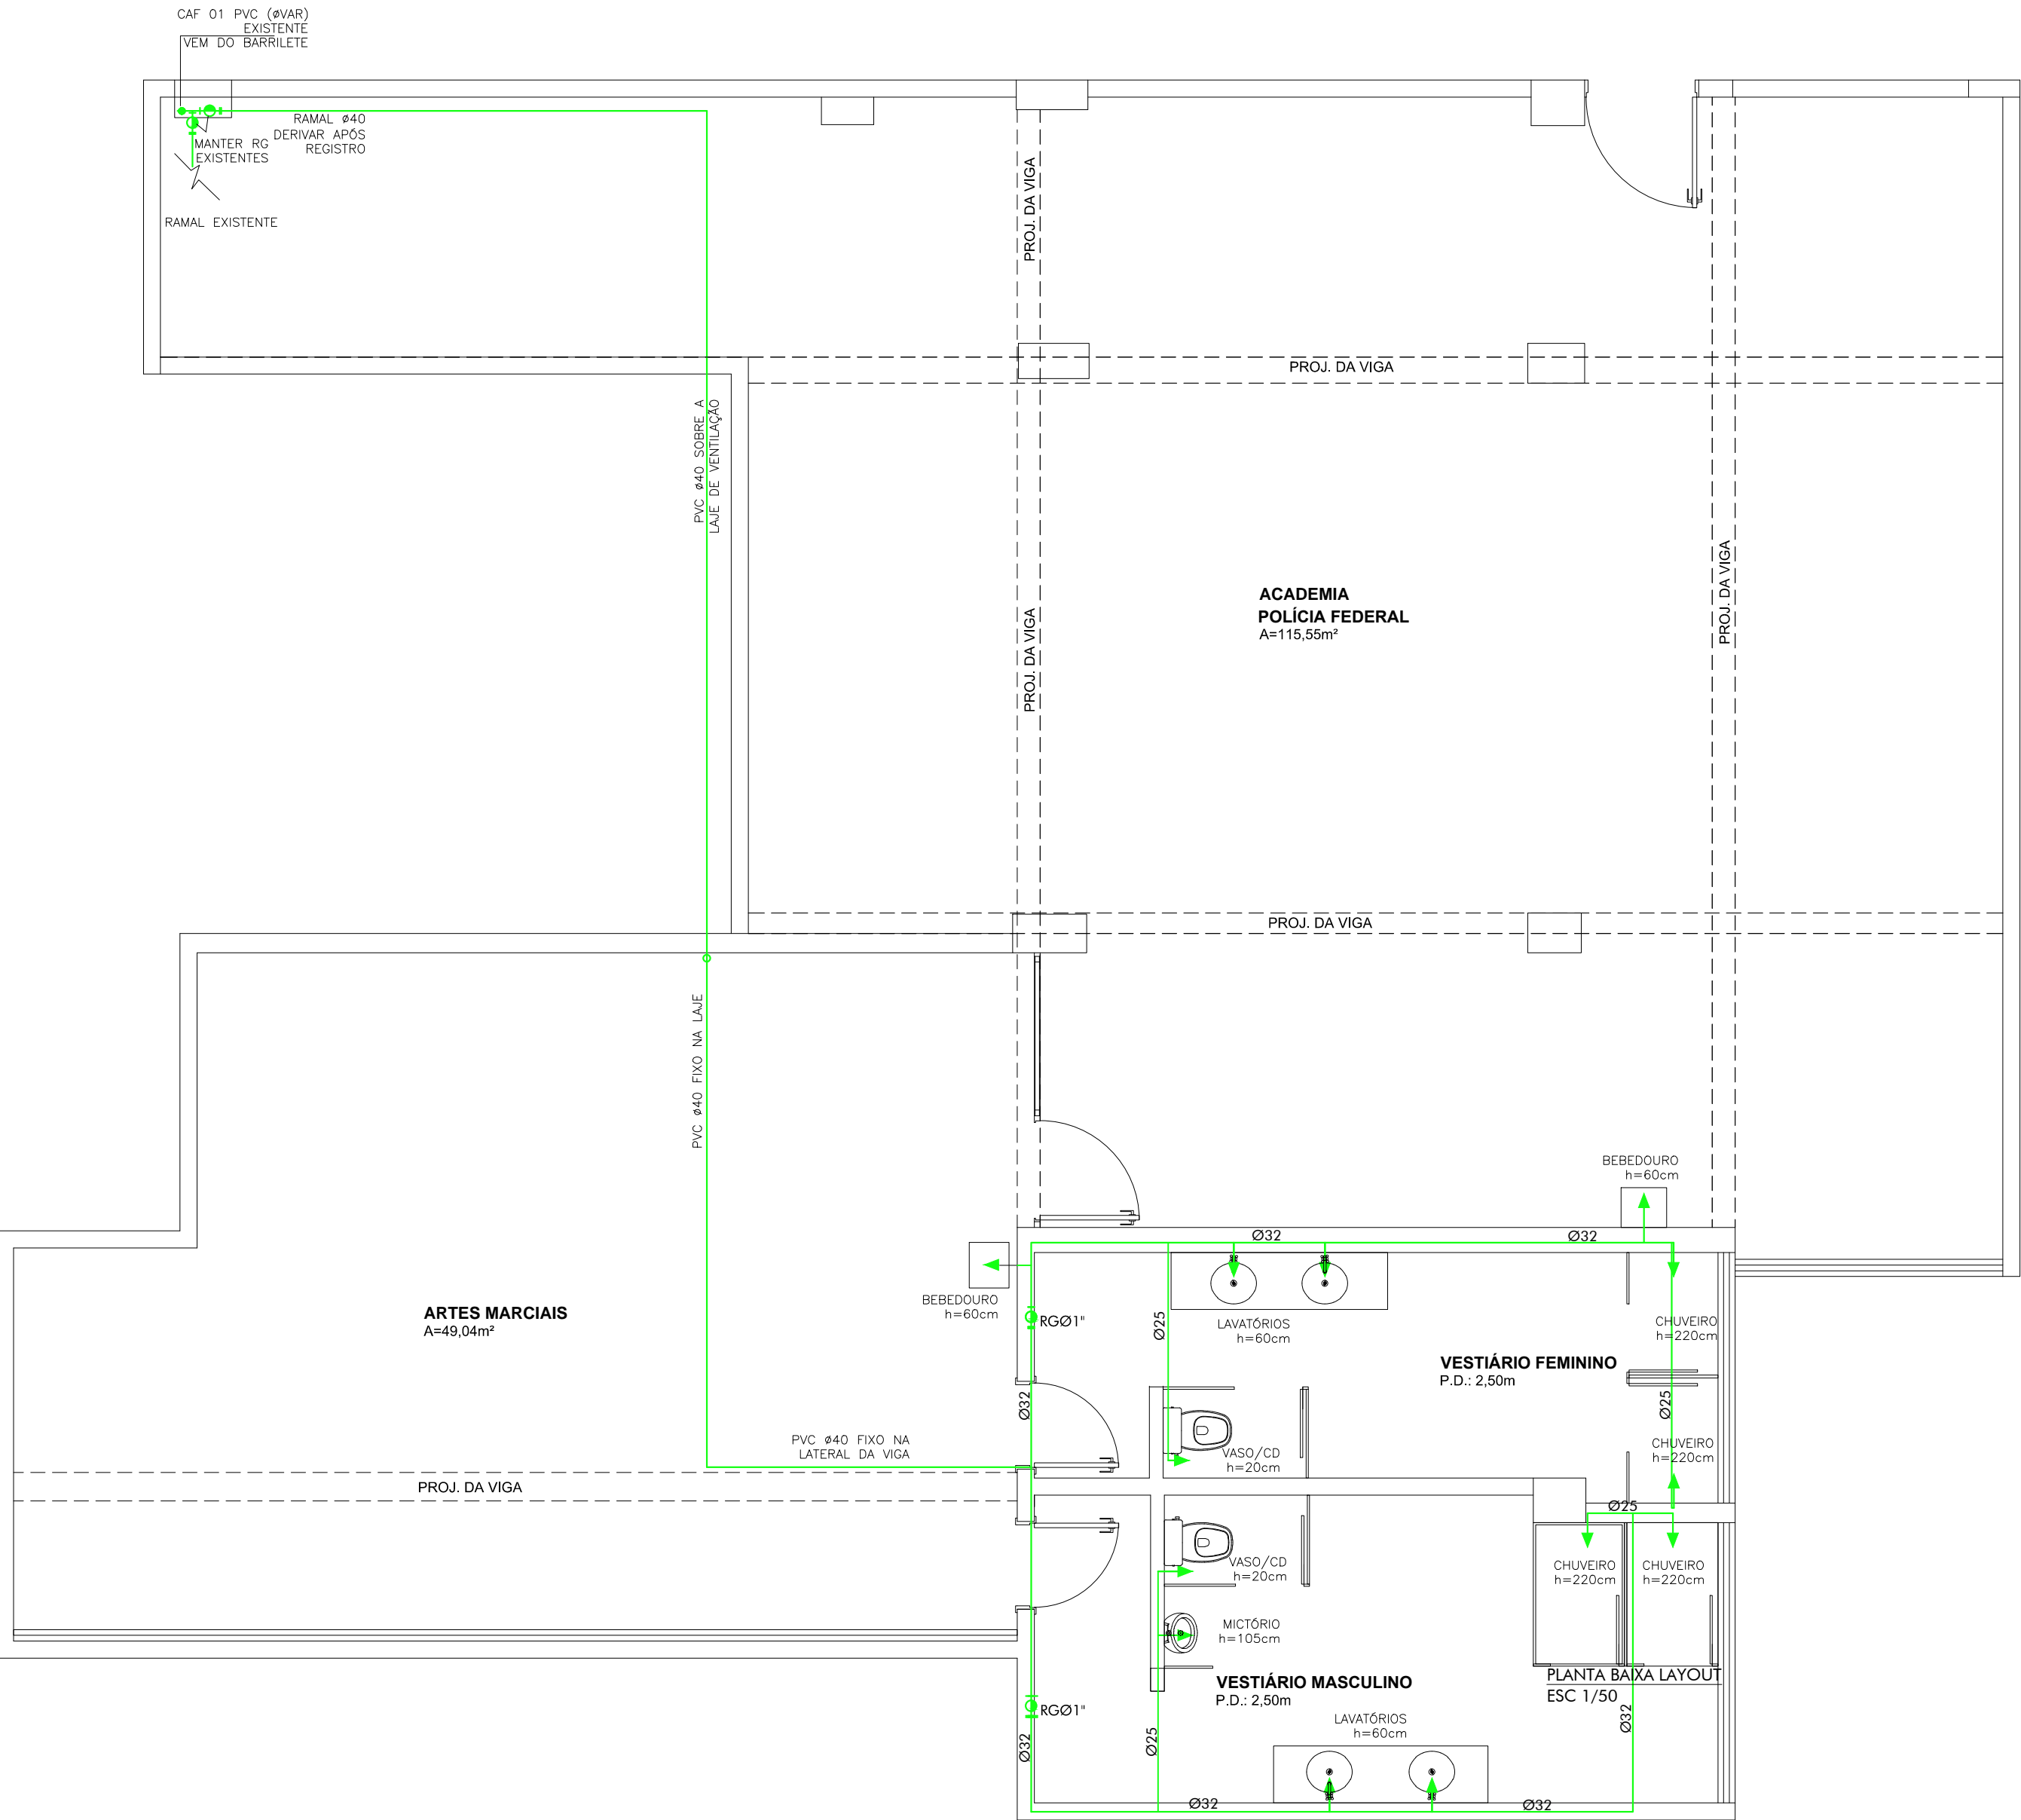 CAF 01 PVC (øVAR)
EXISTENTE
VEM DO BARRILETE
RAMAL ø40
DERIVAR APÓS
REGISTRO
MANTER RG
EXISTENTES
RAMAL EXISTENTE
PROJ. DA VIGA
PROJ. DA VIGA
PVC ø40 SOBRE A
LAJE DE VENTILAÇÃO
PROJ. DA VIGA
PROJ. DA VIGA
ACADEMIA
POLÍCIA FEDERAL
A=115,55m²
PROJ. DA VIGA
PVC ø40 FIXO NA LAJE
BEBEDOURO
h=60cm
Ø32
Ø32
BEBEDOURO
h=60cm
RGØ1"
Ø25
LAVATÓRIOS
h=60cm
CHUVEIRO
h=220cm
ARTES MARCIAIS
A=49,04m²
VESTIÁRIO FEMININO
P.D.: 2,50m
Ø32
Ø25
PVC ø40 FIXO NA
LATERAL DA VIGA
VASO/CD
h=20cm
CHUVEIRO
h=220cm
PROJ. DA VIGA
Ø25
VASO/CD
h=20cm
CHUVEIRO
h=220cm
CHUVEIRO
h=220cm
MICTÓRIO
h=105cm
VESTIÁRIO MASCULINO
P.D.: 2,50m
PLANTA BAIXA LAYOUT
ESC 1/50
RGØ1"
LAVATÓRIOS
h=60cm
Ø32
Ø25
Ø32
Ø32
Ø32